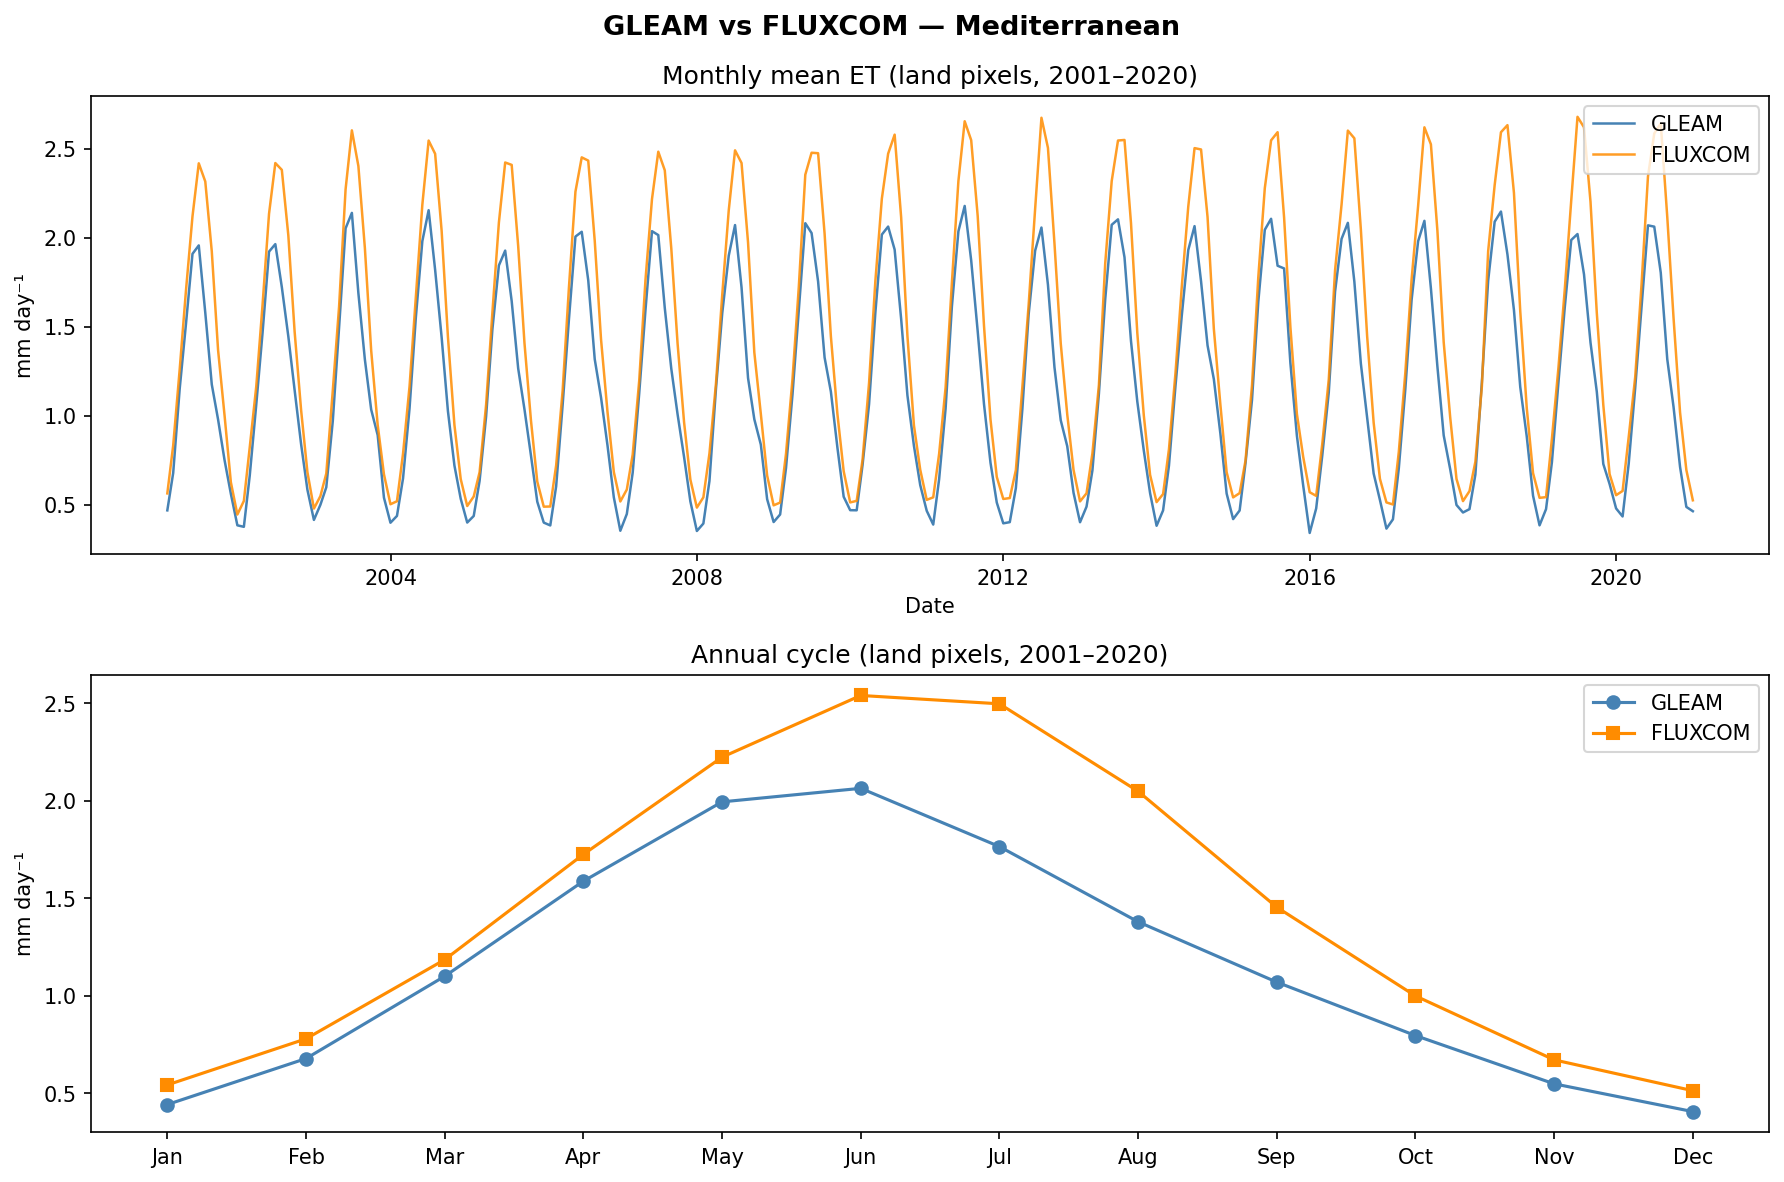 GLEAM vs FLUXCOM — Mediterranean
Monthly mean ET (land pixels, 2001–2020)
mm day⁻¹
2.5
2.0
1.5
1.0
0.5
GLEAM
FLUXCOM
2004 2008 2012 2016 2020
Date
Annual cycle (land pixels, 2001–2020)
mm day⁻¹
2.5
2.0
1.5
1.0
0.5
GLEAM
FLUXCOM
Jan Feb Mar Apr May Jun Jul Aug Sep Oct Nov Dec